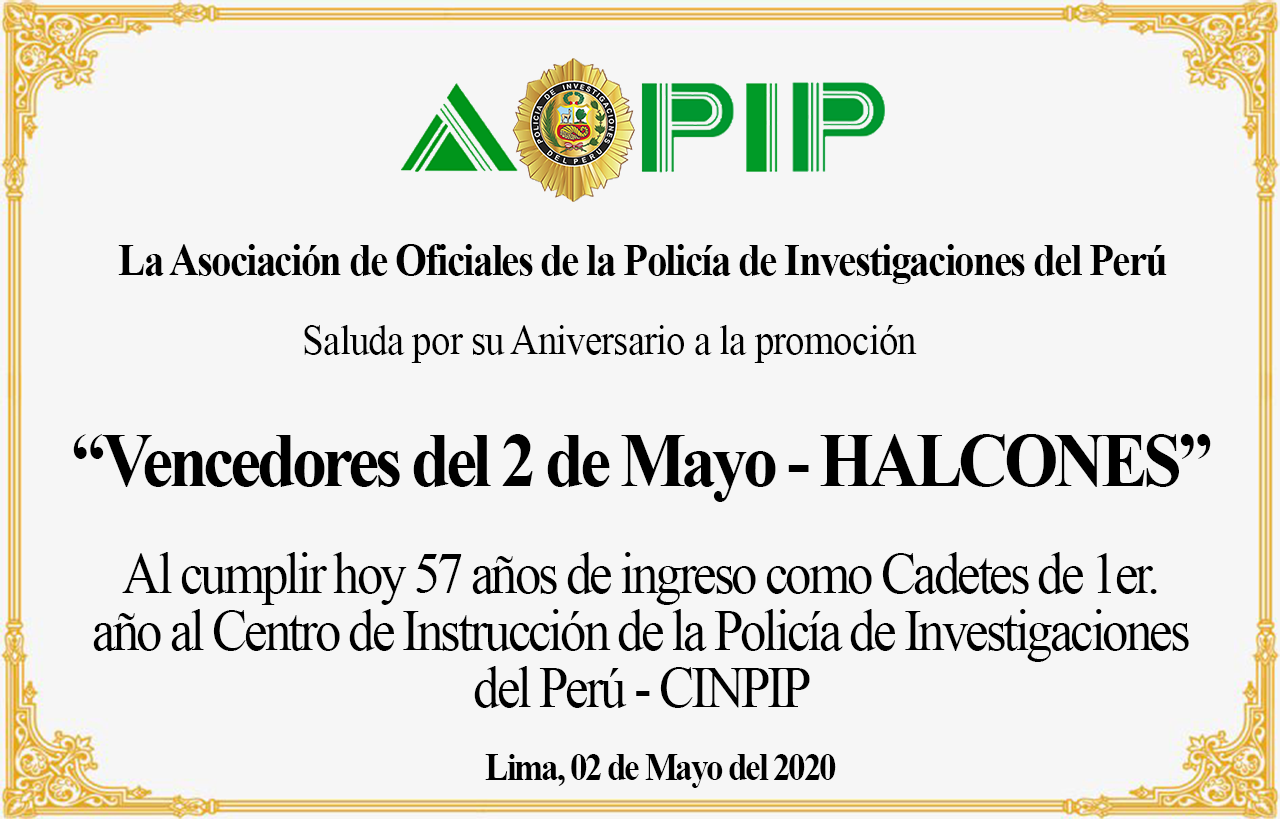 A PIP
POLICIA DE INVESTIGACIONES
DEL PERU
La Asociación de Oficiales de la Policía de Investigaciones del Perú
Saluda por su Aniversario a la promoción
“Vencedores del 2 de Mayo - HALCONES”
Al cumplir hoy 57 años de ingreso como Cadetes de 1er.
año al Centro de Instrucción de la Policía de Investigaciones
del Perú - CINPIP
Lima, 02 de Mayo del 2020